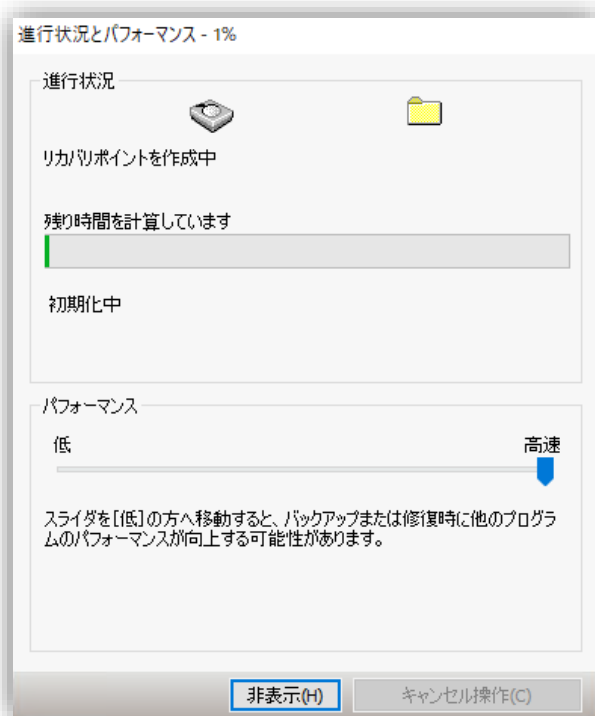 進行状況とパフォーマンス - 1%
進行状況
リカバリポイントを作成中
残り時間を計算しています
初期化中
パフォーマンス
低 高速
スライダを[低]の方へ移動すると、バックアップまたは修復時に他のプログラ
ムのパフォーマンスが向上する可能性があります。
非表示(H) キャンセル操作(C)